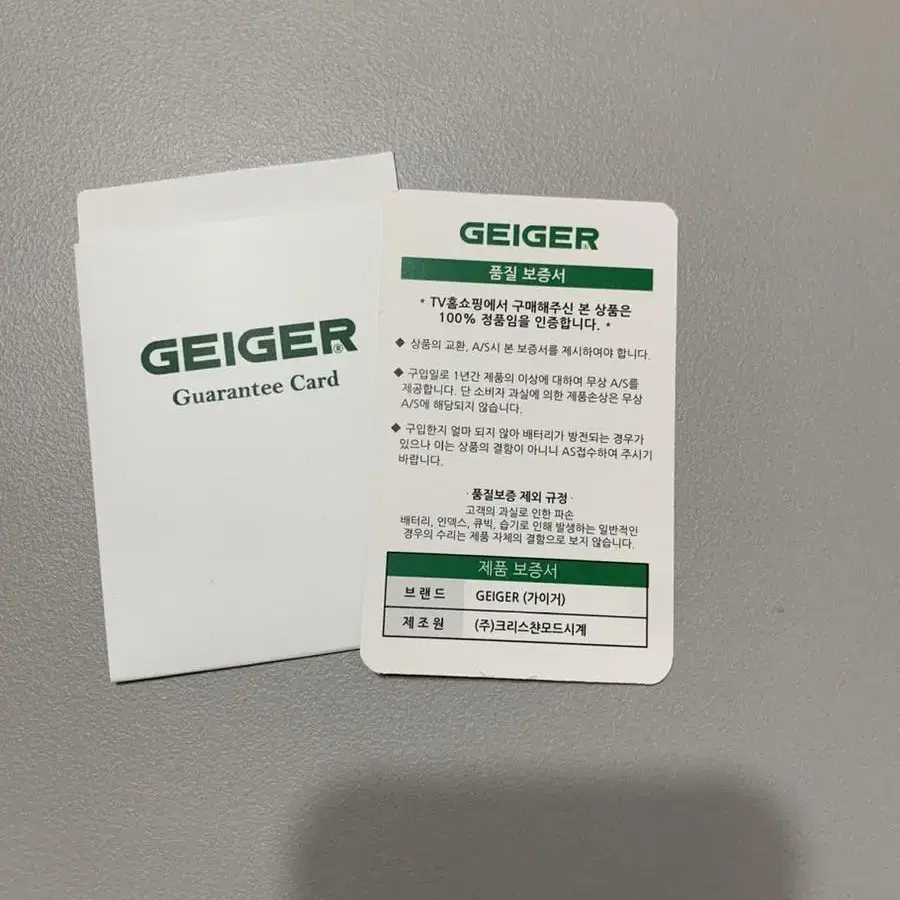 GEIGER®
Guarantee Card
GEIGER
품질 보증서
* TV홈쇼핑에서 구매해주신 본 상품은
100% 정품임을 인증합니다. *
◆ 상품의 교환, A/S시 본 보증서를 제시하여야 합니다.
◆ 구입일로 1년간 제품의 이상에 대하여 무상 A/S를
제공합니다. 단 소비자 과실에 의한 제품손상은 무상
A/S에 해당되지 않습니다.
◆ 구입한지 얼마 되지 않아 배터리가 방전되는 경우가
있으나 이는 상품의 결함이 아니니 AS접수하여 주시기
바랍니다.
· 품질보증 제외 규정 ·
고객의 과실로 인한 파손
배터리, 인덱스, 큐빅, 습기로 인해 발생하는 일반적인
경우의 수리는 제품 자체의 결함으로 보지 않습니다.
제품 보증서
브 랜 드 GEIGER (가이거)
제 조 원 (주)크리스챤모드시계